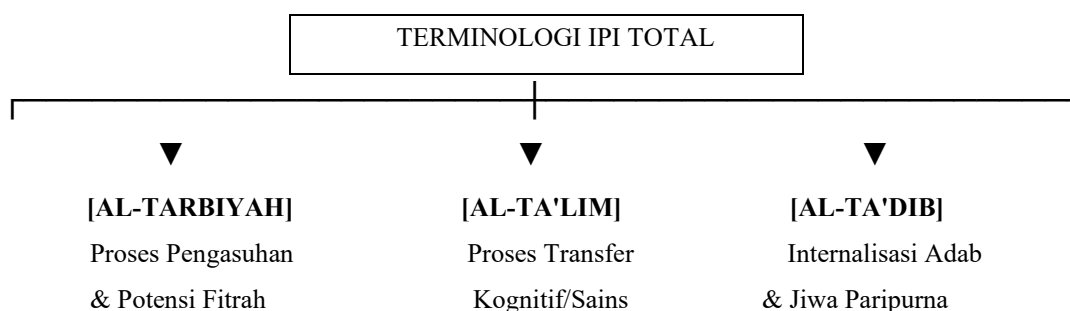 TERMINOLOGI IPI TOTAL
[AL-TARBIYAH] [AL-TA'LIM] [AL-TA'DIB]
Proses Pengasuhan Proses Transfer Internalisasi Adab
& Potensi Fitrah Kognitif/Sains & Jiwa Paripurna